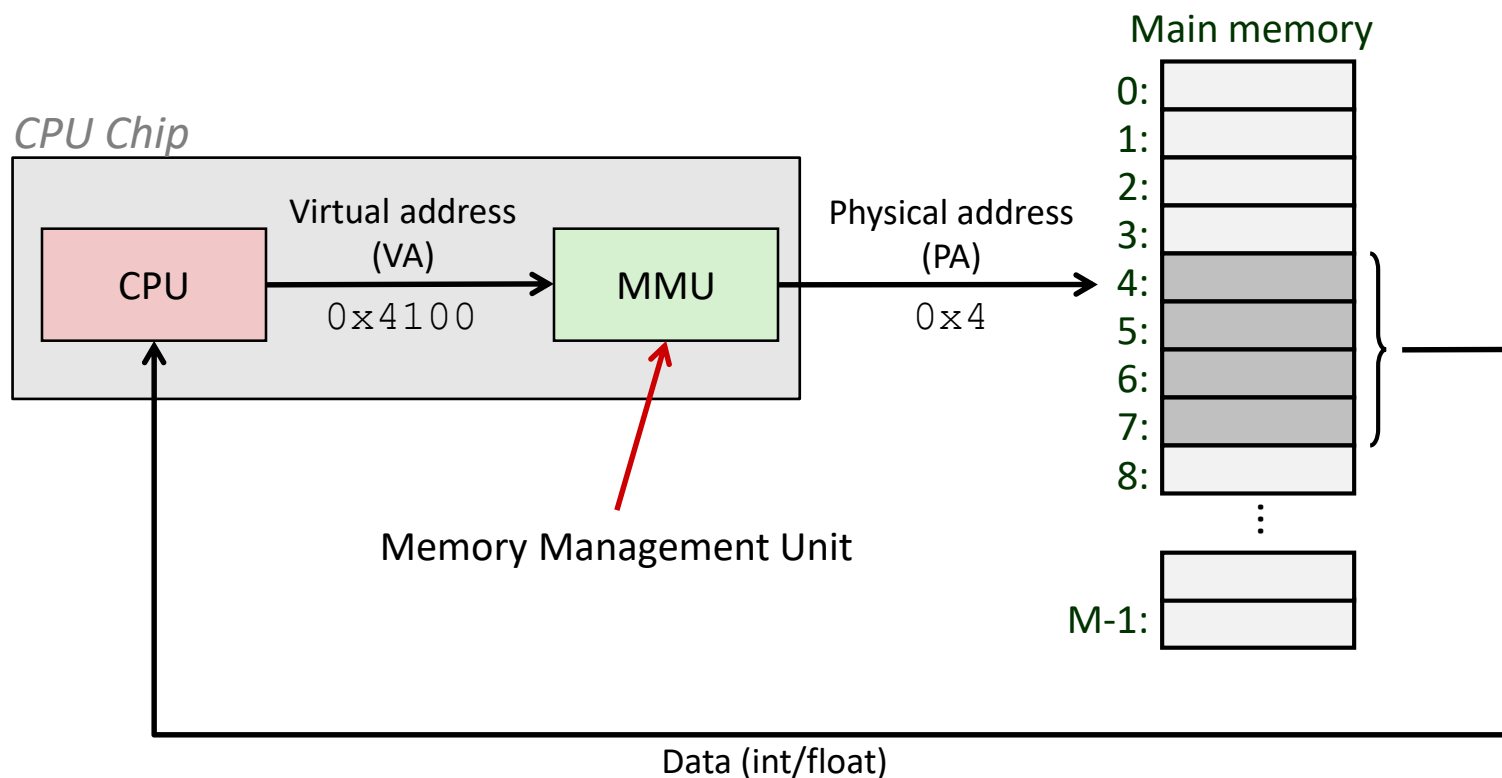 Main memory
0:
1:
2:
3:
4:
5:
6:
7:
8:
⋮
M-1:
CPU Chip
Virtual address
(VA)
CPU
0x4100
MMU
Physical address
(PA)
0x4
Memory Management Unit
Data (int/float)